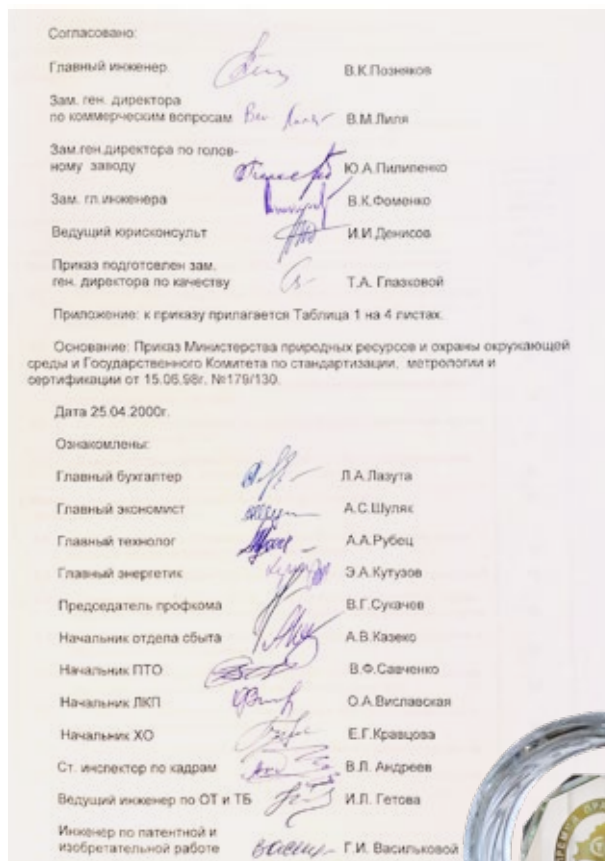 Согласовано:
Главный инженер В.К.Позняков
Зам. ген. директора
по коммерческим вопросам В.М.Лиля
Зам.ген.директора по голов-
ному заводу Ю.А.Пилипенко
Зам. гл.инженера В.К.Фоменко
Ведущий юрисконсульт И.И.Денисов
Приказ подготовлен зам.
ген. директора по качеству Т.А. Глазковой
Приложение: к приказу прилагается Таблица 1 на 4 листах.
Основание: Приказ Министерства природных ресурсов и охраны окружающей
среды и Государственного Комитета по стандартизации, метрологии и
сертификации от 15.06.98г. №179/130.
Дата 25.04.2000г.
Ознакомлены:
Главный бухгалтер Л.А.Лазута
Главный экономист А.С.Шуляк
Главный технолог А.А.Рубец
Главный энергетик Э.А.Кутузов
Председатель профкома В.Г.Сукачев
Начальник отдела сбыта А.В.Казеко
Начальник ПТО В.Ф.Савченко
Начальник ЛКП О.А.Виславская
Начальник ХО Е.Г.Кравцова
Ст. инспектор по кадрам В.Л. Андреев
Ведущий инженер по ОТ и ТБ И.Л. Гетова
Инженер по патентной и
изобретательной работе Г.И. Васильковой